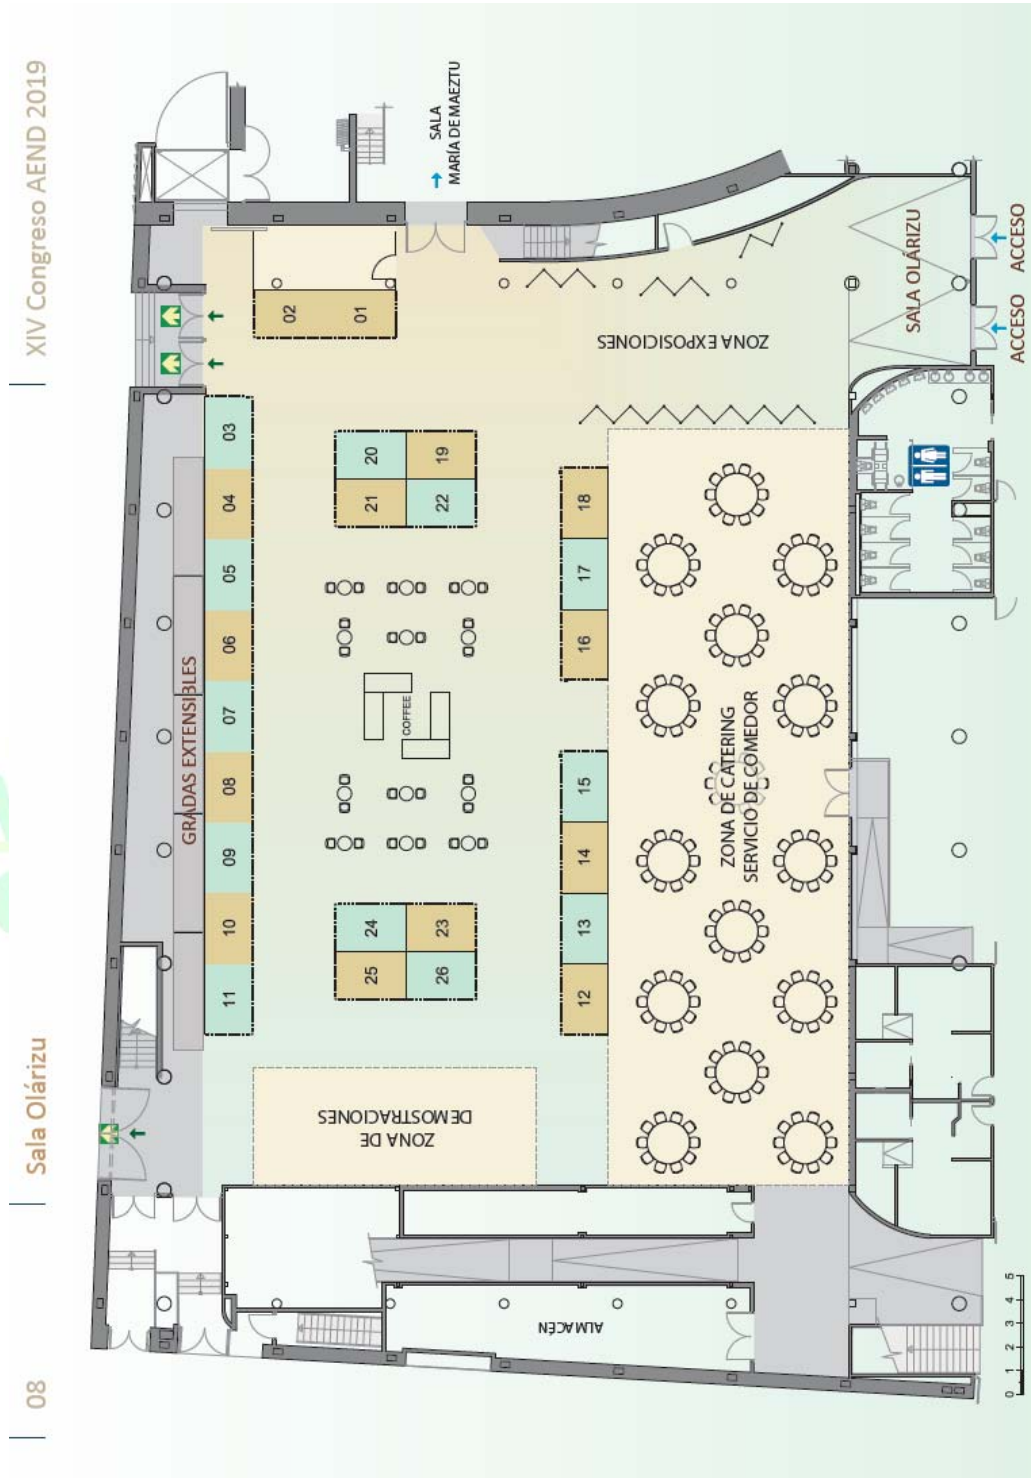 08
Sala Olárizu
XIV Congreso AEND 2019
GRADAS EXTENSIBLES
11
10
09
08
07
06
05
04
03
02
01
SALA
MARÍA DE MAEZTU
25
24
26
23
COFFEE
21
20
22
19
ZONA DE
DEMOSTRACIONES
12
13
14
15
16
17
18
ZONA DE CATERING
SERVICIO DE COMEDOR
ZONA EXPOSICIONES
SALA OLÁRIZU
ACCESO
ACCESO
ALMACÉN
0 1 2 3 4 5